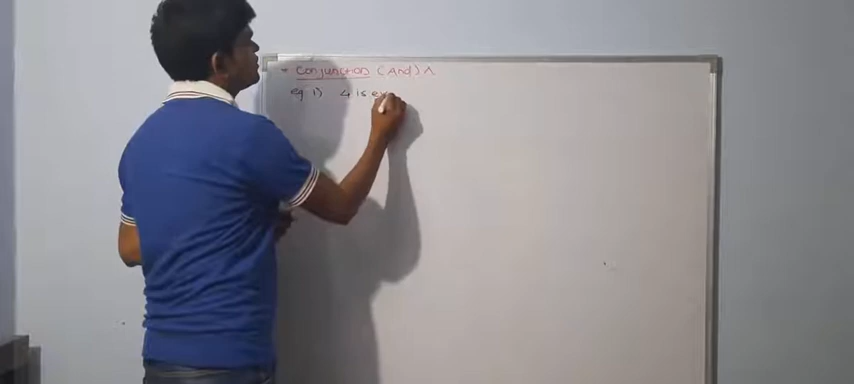 - Conjunction (And) ∧
eg 1) 4 is ev